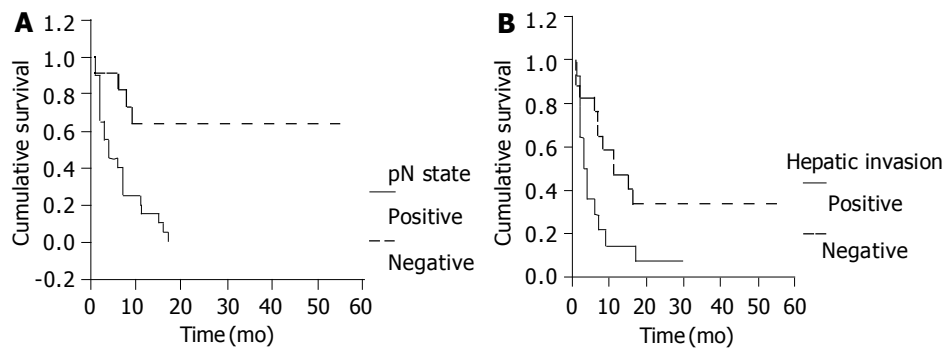 A
Cumulative survival
1.2
1.0
0.8
0.6
0.4
0.2
0.0
-0.2
0 10 20 30 40 50 60
Time (mo)
pN state
Positive
Negative
B
Cumulative survival
1.2
1.0
0.8
0.6
0.4
0.2
0.0
0 10 20 30 40 50 60
Time (mo)
Hepatic invasion
Positive
Negative